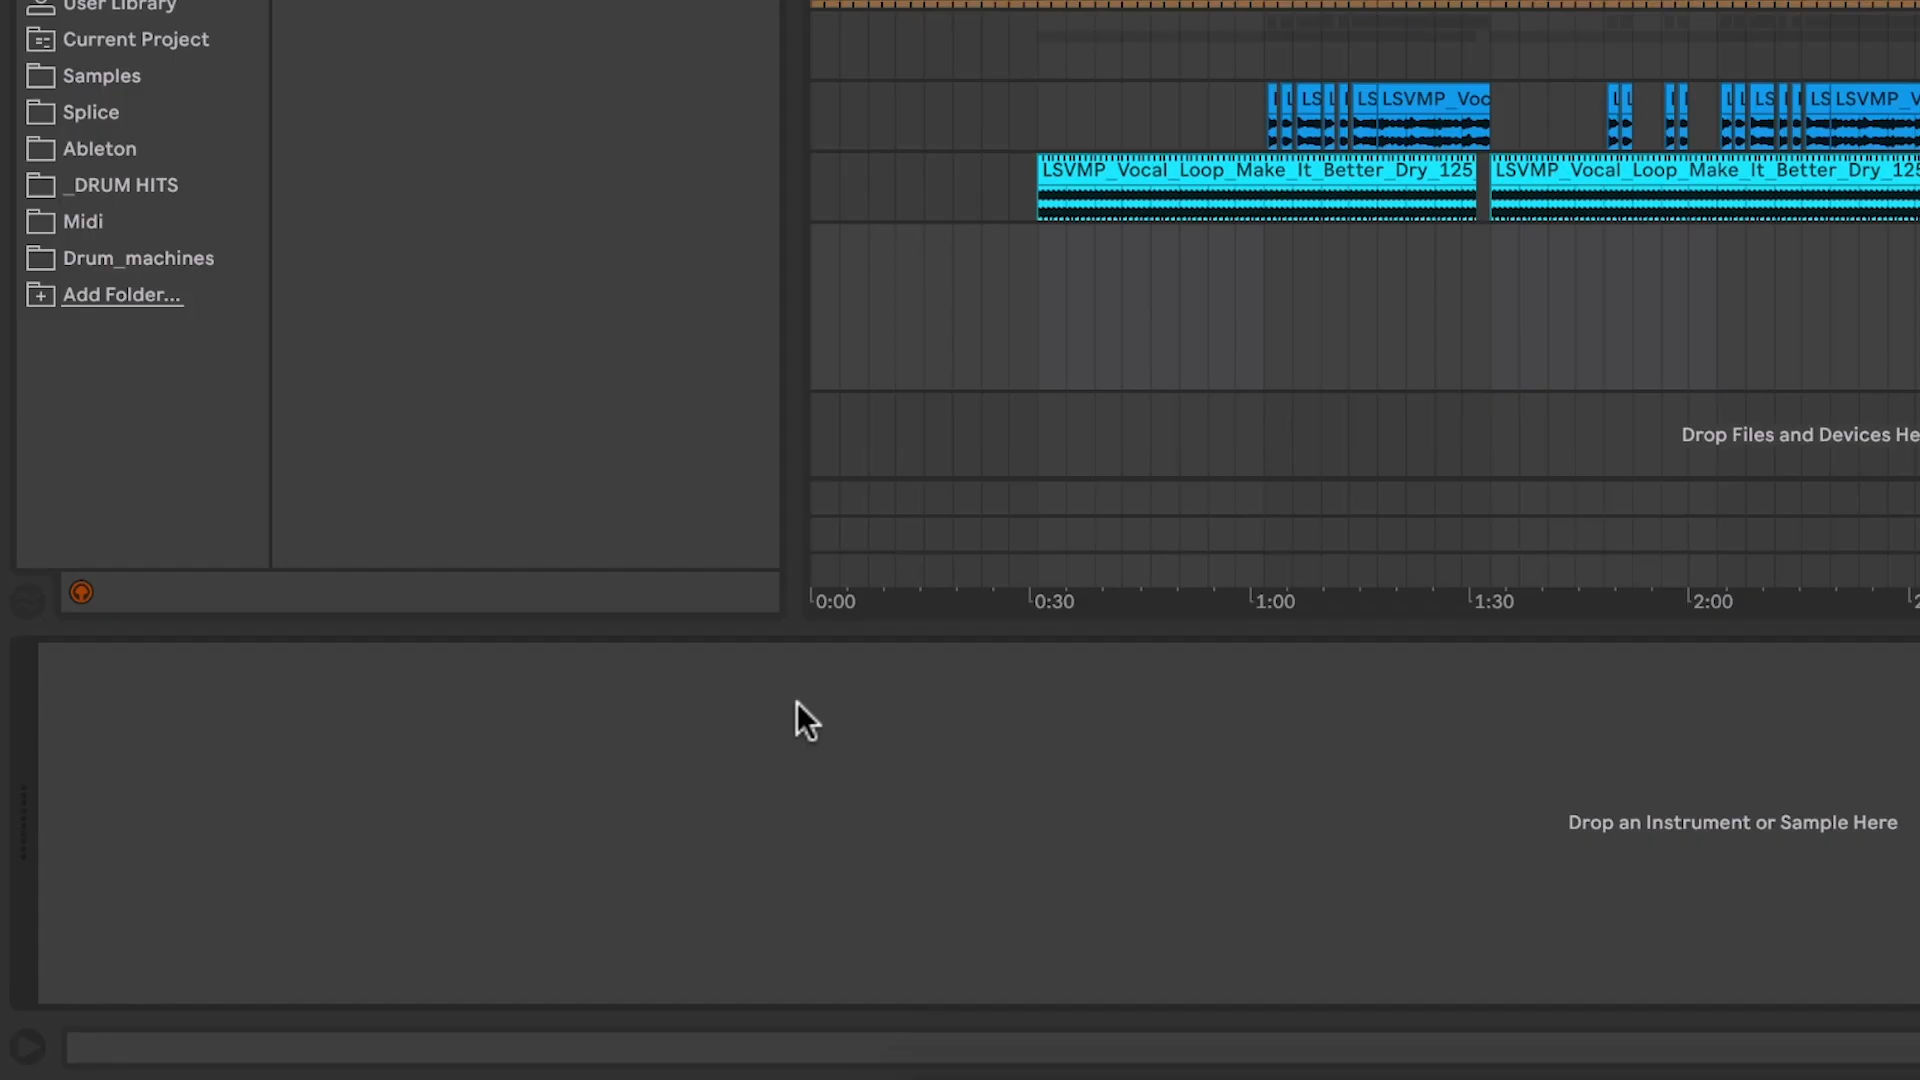 User Library
Current Project
Samples
Splice
Ableton
_DRUM HITS
Midi
Drum_machines
Add Folder...
L LS L LS LSVMP_Voc
L L
L L LS LS LSVMP_V
LSVMP_Vocal_Loop_Make_It_Better_Dry_125
LSVMP_Vocal_Loop_Make_It_Better_Dry_125
Drop Files and Devices He
0:00 0:30 1:00 1:30 2:00
Drop an Instrument or Sample Here